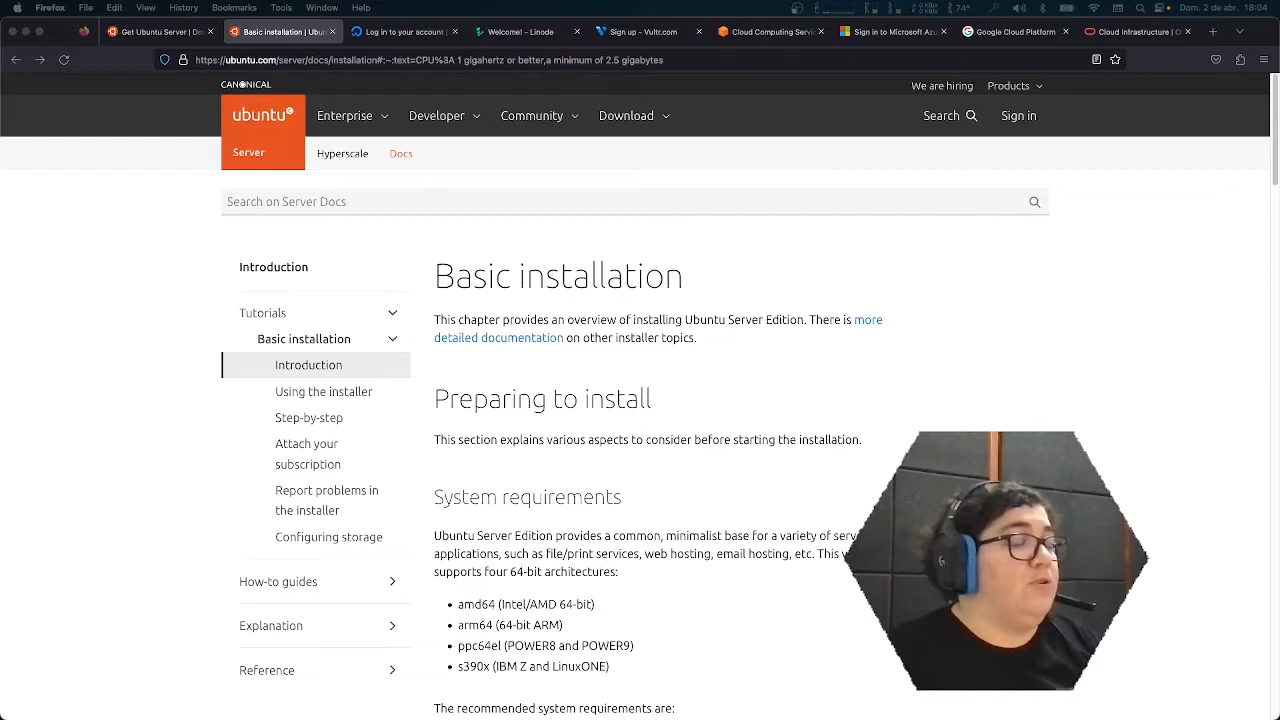 Firefox File Edit View History Bookmarks Tools Window Help
74° Dom. 2 de abr. 18:04
Get Ubuntu Server | Do
Basic installation | Ubun
Log in to your account
Welcome! - Linode
Sign up - Vultr.com
Cloud Computing Servi
Sign in to Microsoft Azu
Google Cloud Platform
Cloud Infrastructure | O
https://ubuntu.com/server/docs/installation#:~:text=CPU%3A 1 gigahertz or better,a minimum of 2.5 gigabytes
CANONICAL
We are hiring Products
ubuntu
Enterprise Developer Community Download
Search Sign in
Server Hyperscale Docs
Search on Server Docs
Introduction
Tutorials
Basic installation
Introduction
Using the installer
Step-by-step
Attach your
subscription
Report problems in
the installer
Configuring storage
How-to guides
Explanation
Reference
Basic installation
This chapter provides an overview of installing Ubuntu Server Edition. There is more
detailed documentation on other installer topics.
Preparing to install
This section explains various aspects to consider before starting the installation.
System requirements
Ubuntu Server Edition provides a common, minimalist base for a variety of serv
applications, such as file/print services, web hosting, email hosting, etc. This v
supports four 64-bit architectures:
• amd64 (Intel/AMD 64-bit)
• arm64 (64-bit ARM)
• ppc64el (POWER8 and POWER9)
• s390x (IBM Z and LinuxONE)
The recommended system requirements are: